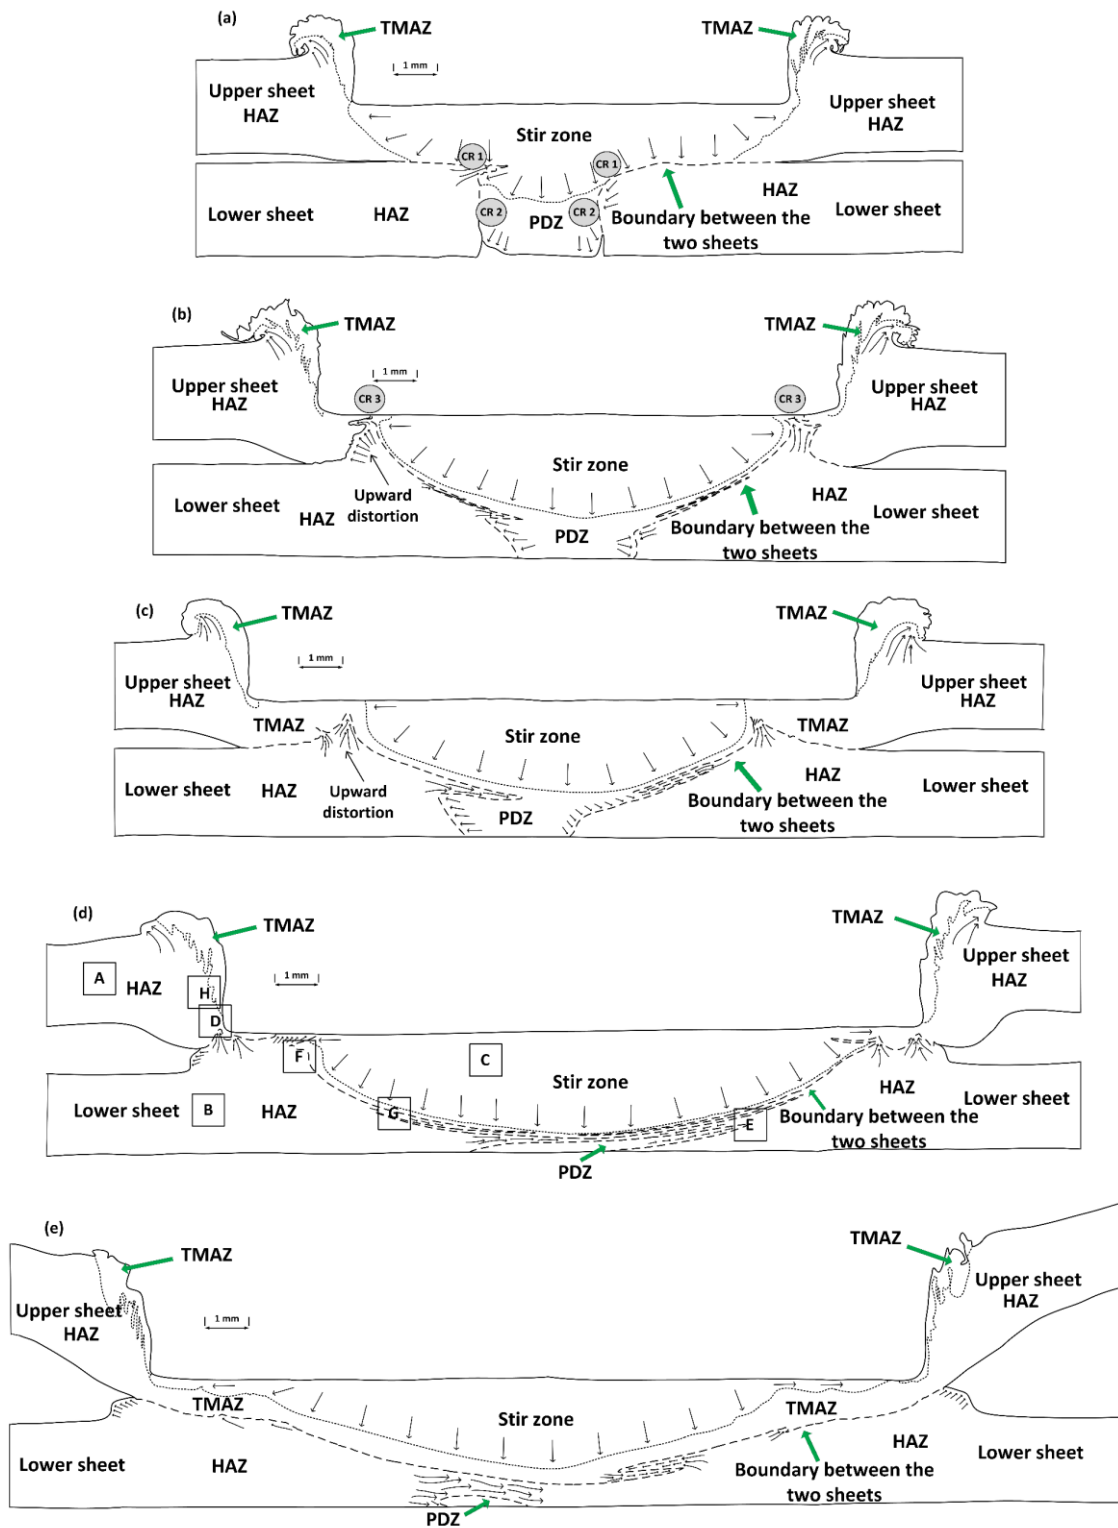 (a)
TMAZ
TMAZ
1 mm
Upper sheet
HAZ
Upper sheet
HAZ
Stir zone
CR 1
CR 1
HAZ
Lower sheet
HAZ
CR 2
CR 2
PDZ
Boundary between the
two sheets
Lower sheet
(b)
TMAZ
TMAZ
1 mm
Upper sheet
HAZ
CR 3
CR 3
Upper sheet
HAZ
Stir zone
Lower sheet
HAZ
Upward
distortion
HAZ
Lower sheet
Boundary between the
two sheets
PDZ
(c)
TMAZ
TMAZ
1 mm
Upper sheet
HAZ
Upper sheet
HAZ
TMAZ
TMAZ
Stir zone
Lower sheet
HAZ
Upward
distortion
HAZ
Lower sheet
Boundary between the
two sheets
PDZ
(d)
TMAZ
TMAZ
A
HAZ
H
1 mm
Upper sheet
HAZ
D
F
C
Stir zone
HAZ
Lower sheet
B
HAZ
G
E
Lower sheet
Boundary between the
two sheets
PDZ
(e)
TMAZ
TMAZ
Upper sheet
HAZ
1 mm
Upper sheet
HAZ
TMAZ
TMAZ
Stir zone
Lower sheet
HAZ
HAZ
Lower sheet
Boundary between the
two sheets
PDZ